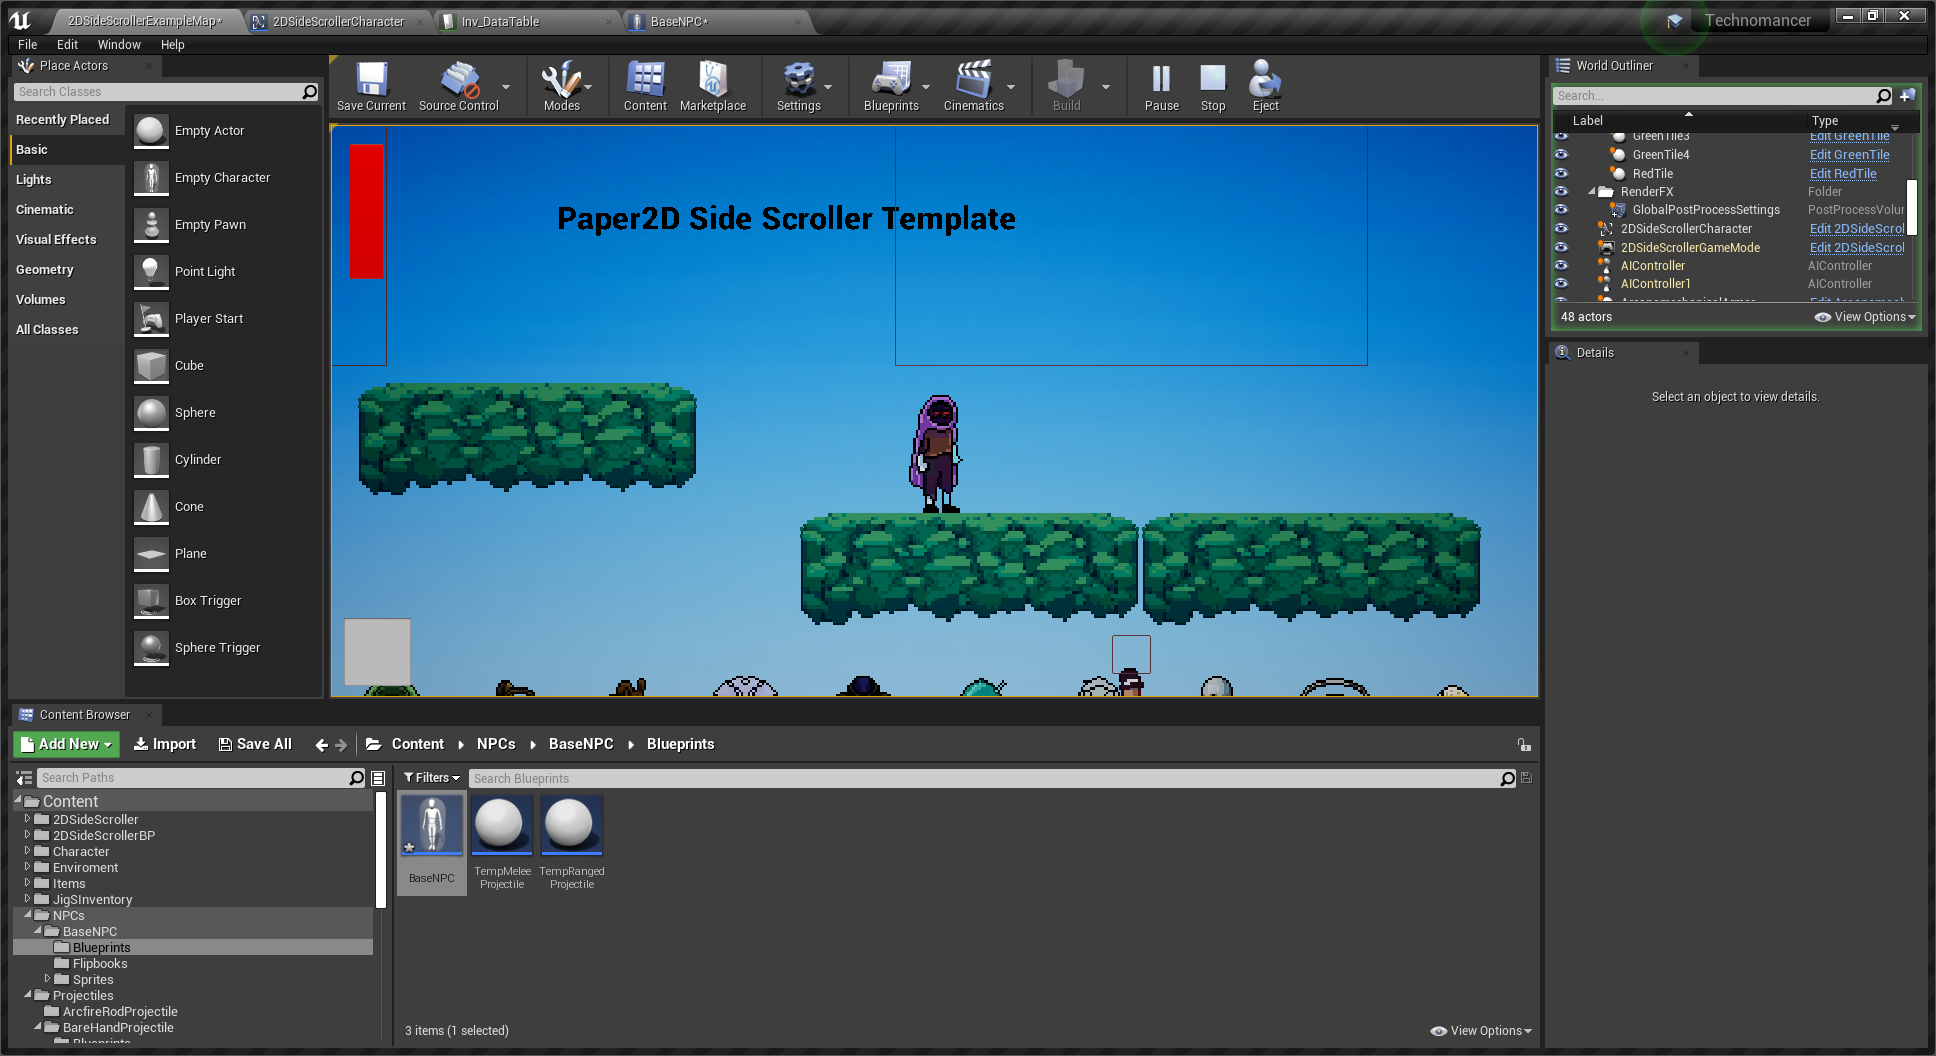 2DSideScrollerExampleMap*
2DSideScrollerCharacter
Inv_DataTable
BaseNPC*
Technomancer
File Edit Window Help
Place Actors
Search Classes
Recently Placed
Basic
Lights
Cinematic
Visual Effects
Geometry
Volumes
All Classes
Empty Actor
Empty Character
Empty Pawn
Point Light
Player Start
Cube
Sphere
Cylinder
Cone
Plane
Box Trigger
Sphere Trigger
Save Current
Source Control
Modes
Content
Marketplace
Settings
Blueprints
Cinematics
Build
Pause
Stop
Eject
Paper2D Side Scroller Template
World Outliner
Search...
Label Type
GreenTile3 Edit GreenTile
GreenTile4 Edit GreenTile
RedTile Edit RedTile
RenderFX Folder
GlobalPostProcessSettings PostProcessVolur
2DSideScrollerCharacter Edit 2DSideScrol
2DSideScrollerGameMode Edit 2DSideScrol
AIController AIController
AIController1 AIController
48 actors
View Options
Details
Select an object to view details.
Content Browser
Add New Import Save All Content NPCs BaseNPC Blueprints
Search Paths
Content
2DSideScroller
2DSideScrollerBP
Character
Enviroment
Items
JigSInventory
NPCs
BaseNPC
Blueprints
Flipbooks
Sprites
Projectiles
ArcfireRodProjectile
BareHandProjectile
Blueprints
Filters
Search Blueprints
BaseNPC
TempMelee
Projectile
TempRanged
Projectile
3 items (1 selected)
View Options